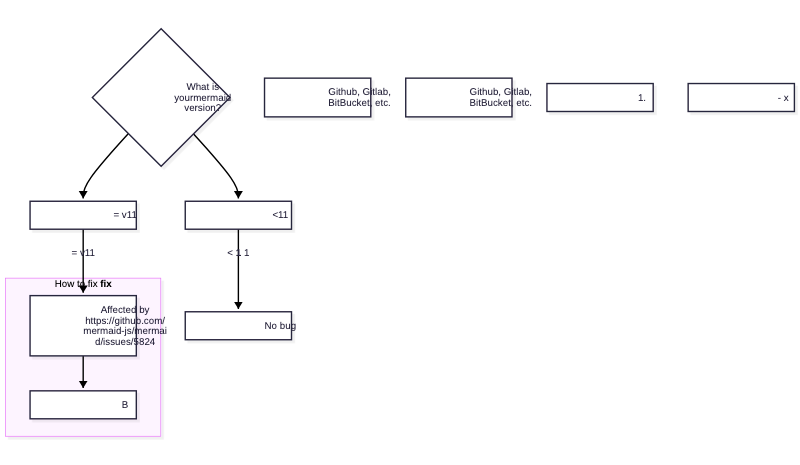 What is
yourmermaid
version?
Github, Gitlab,
BitBucket, etc.
Github, Gitlab,
BitBucket, etc.
1.
- x
= v11
<11
= v11
< 1 1
How to fix fix
Affected by
https://github.com/
mermaid-js/mermai
d/issues/5824
No bug
B